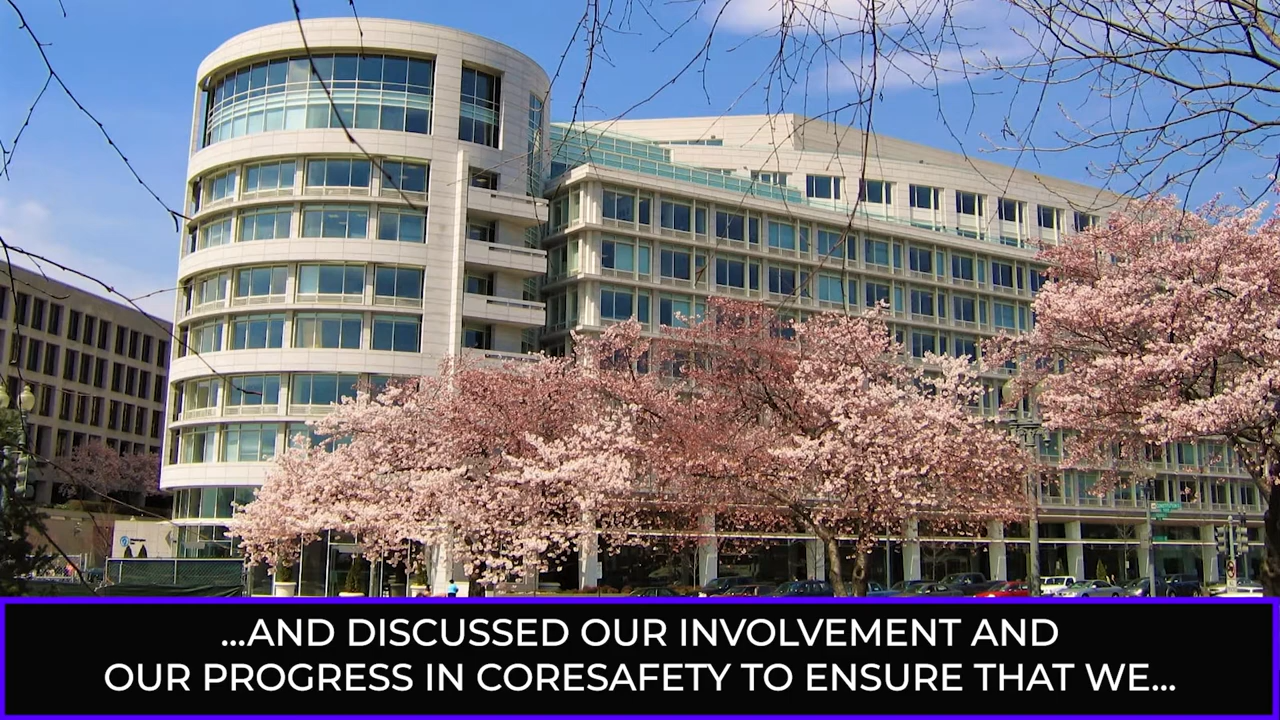 ...AND DISCUSSED OUR INVOLVEMENT AND
OUR PROGRESS IN CORESAFETY TO ENSURE THAT WE...